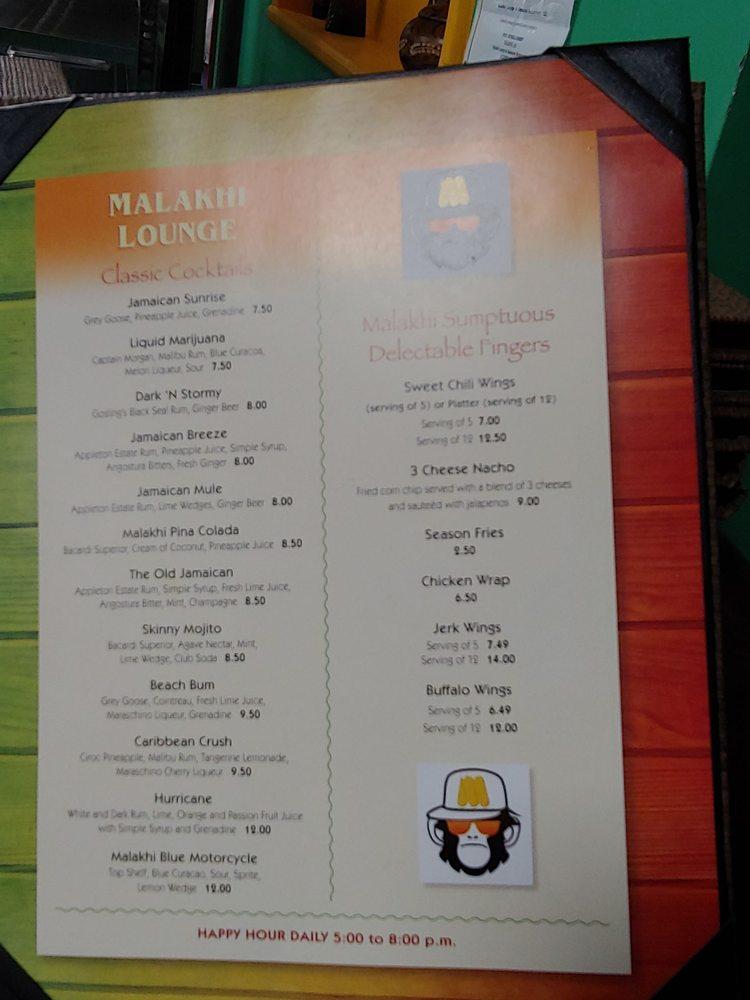 MALAKHI
LOUNGE
Classic Cocktails
Jamaican Sunrise
Grey Goose, Pineapple Juice, Grenadine 7.50
Liquid Marijuana
Captain Morgan, Malibu Rum, Blue Curacoa,
Melon Liqueur, Sour 7.50
Dark 'N Stormy
Gosling's Black Seal Rum, Ginger Beer 8.00
Jamaican Breeze
Appleton Estate Rum, Pineapple Juice, Simple Syrup,
Angostura Bitters, Fresh Ginger 8.00
Jamaican Mule
Appleton Estate Rum, Lime Wedges, Ginger Beer 8.00
Malakhi Pina Colada
Bacardi Superior, Cream of Coconut, Pineapple Juice 8.50
The Old Jamaican
Appleton Estate Rum, Simple Syrup, Fresh Lime Juice,
Angostura Bitter, Mint, Champagne 8.50
Skinny Mojito
Bacardi Superior, Agave Nectar, Mint,
Lime Wedge, Club Soda 8.50
Beach Bum
Grey Goose, Cointreau, Fresh Lime Juice,
Maraschino Liqueur, Grenadine 9.50
Caribbean Crush
Ciroc Pineapple, Malibu Rum, Tangerine Lemonade,
Maraschino Cherry Liqueur 9.50
Hurricane
White and Dark Rum, Lime, Orange and Passion Fruit Juice
with Simple Syrup and Grenadine 12.00
Malakhi Blue Motorcycle
Top Shelf, Blue Curacao, Sour, Sprite,
Lemon Wedge 12.00
M
Malakhi Sumptuous
Delectable Fingers
Sweet Chili Wings
(serving of 5) or Platter (serving of 12)
Serving of 5 7.00
Serving of 12 12.50
3 Cheese Nacho
Fried corn chip served with a blend of 3 cheeses
and sauteéd with jalapenos 9.00
Season Fries
2.50
Chicken Wrap
6.50
Jerk Wings
Serving of 5 7.49
Serving of 12 14.00
Buffalo Wings
Serving of 5 6.49
Serving of 12 12.00
M
HAPPY HOUR DAILY 5:00 to 8:00 p.m.